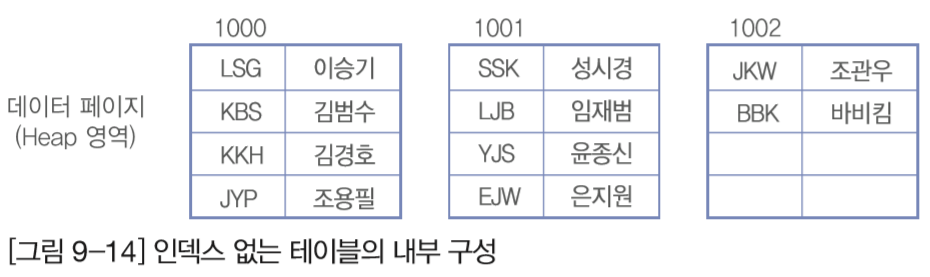 1000 1001 1002
데이터 페이지
(Heap 영역)
LSG 이승기 SSK 성시경 JKW 조관우
KBS 김범수 LJB 임재범 BBK 바비킴
KKH 김경호 YJS 윤종신
JYP 조용필 EJW 은지원
[그림 9-14] 인덱스 없는 테이블의 내부 구성